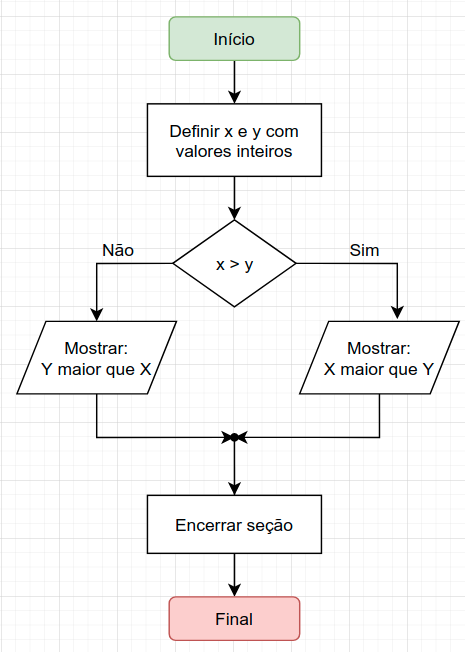 Início
Definir x e y com
valores inteiros
x > y
Não
Sim
Mostrar:
Y maior que X
Mostrar:
X maior que Y
Encerrar seção
Final